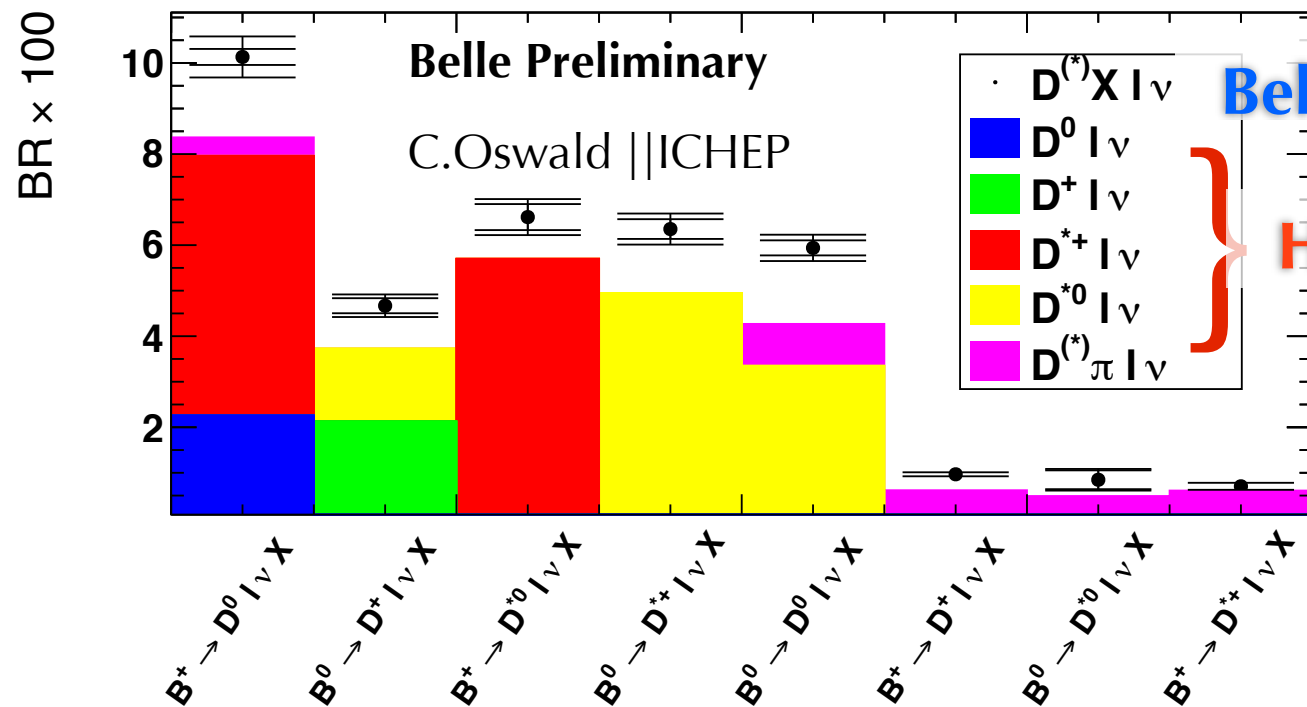 BR × 100
10
8
6
4
2
Belle Preliminary
C.Oswald ||ICHEP
D(*)X l ν
D0 l ν
D+ l ν
D*+ l ν
D*0 l ν
D(*)π l ν
Bel
H
B+ → D0 l ν X
B0 → D+ l ν X
B+ → D*0 l ν X
B0 → D*+ l ν X
B0 → D0 l ν X
B+ → D+ l ν X
B0 → D*0 l ν X
B+ → D*+ l ν X